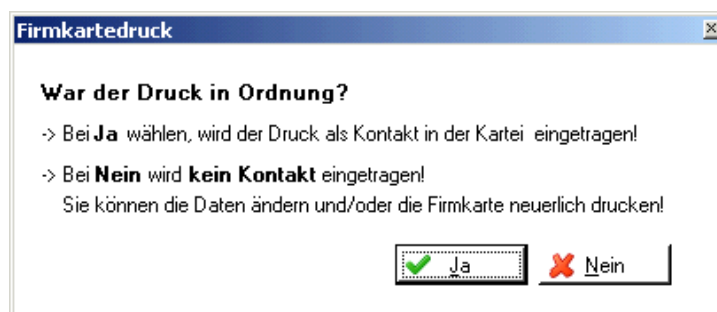 Firmkartedruck
War der Druck in Ordnung?
-> Bei Ja wählen, wird der Druck als Kontakt in der Kartei eingetragen!
-> Bei Nein wird kein Kontakt eingetragen!
Sie können die Daten ändern und/oder die Firmkarte neuerlich drucken!
Ja Nein